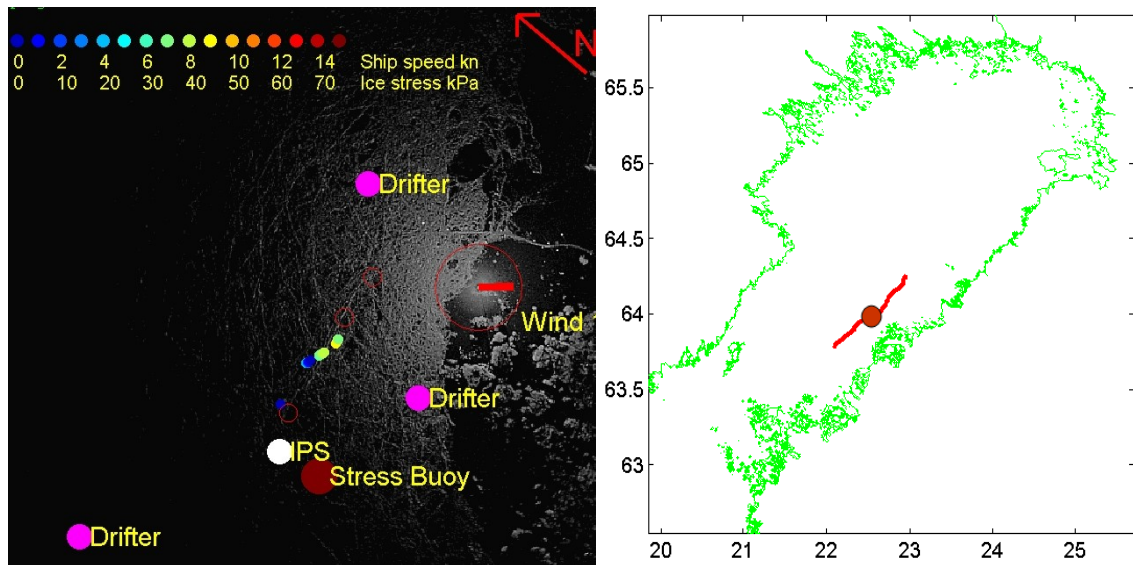 N
0 2 4 6 8 10 12 14 Ship speed kn
0 10 20 30 40 50 60 70 Ice stress kPa
Drifter
Wind
Drifter
IPS
Stress Buoy
Drifter
65.5
65
64.5
64
63.5
63
20 21 22 23 24 25